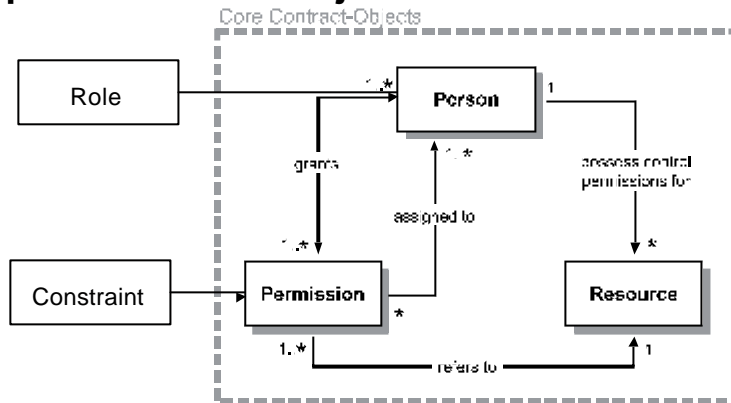 Core Contract-Objects
Role
1..*
Person
1
grants
1..*
possess control
permissions for
assigned to
1..*
*
Constraint
Permission
*
Resource
1..*
refers to
1